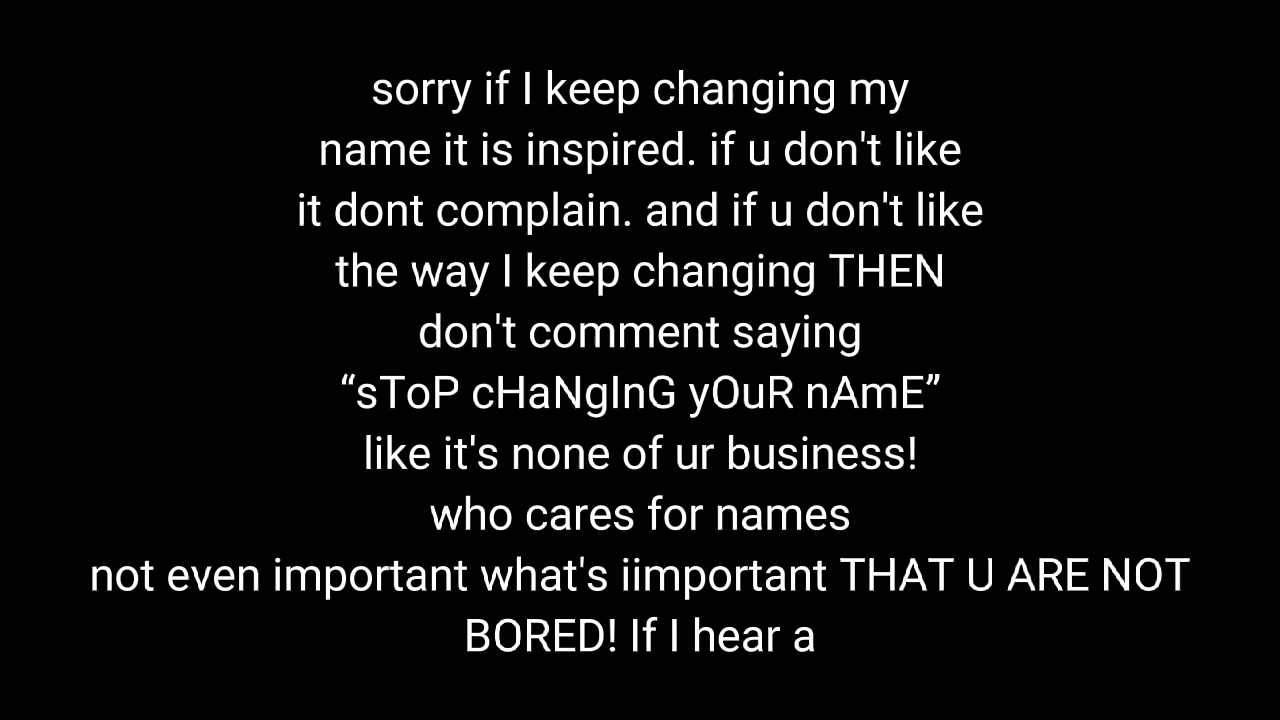 sorry if I keep changing my
name it is inspired. if u don't like
it dont complain. and if u don't like
the way I keep changing THEN
don't comment saying
“sToP cHaNgInG yOuR nAmE”
like it's none of ur business!
who cares for names
not even important what's iimportant THAT U ARE NOT
BORED! If I hear a